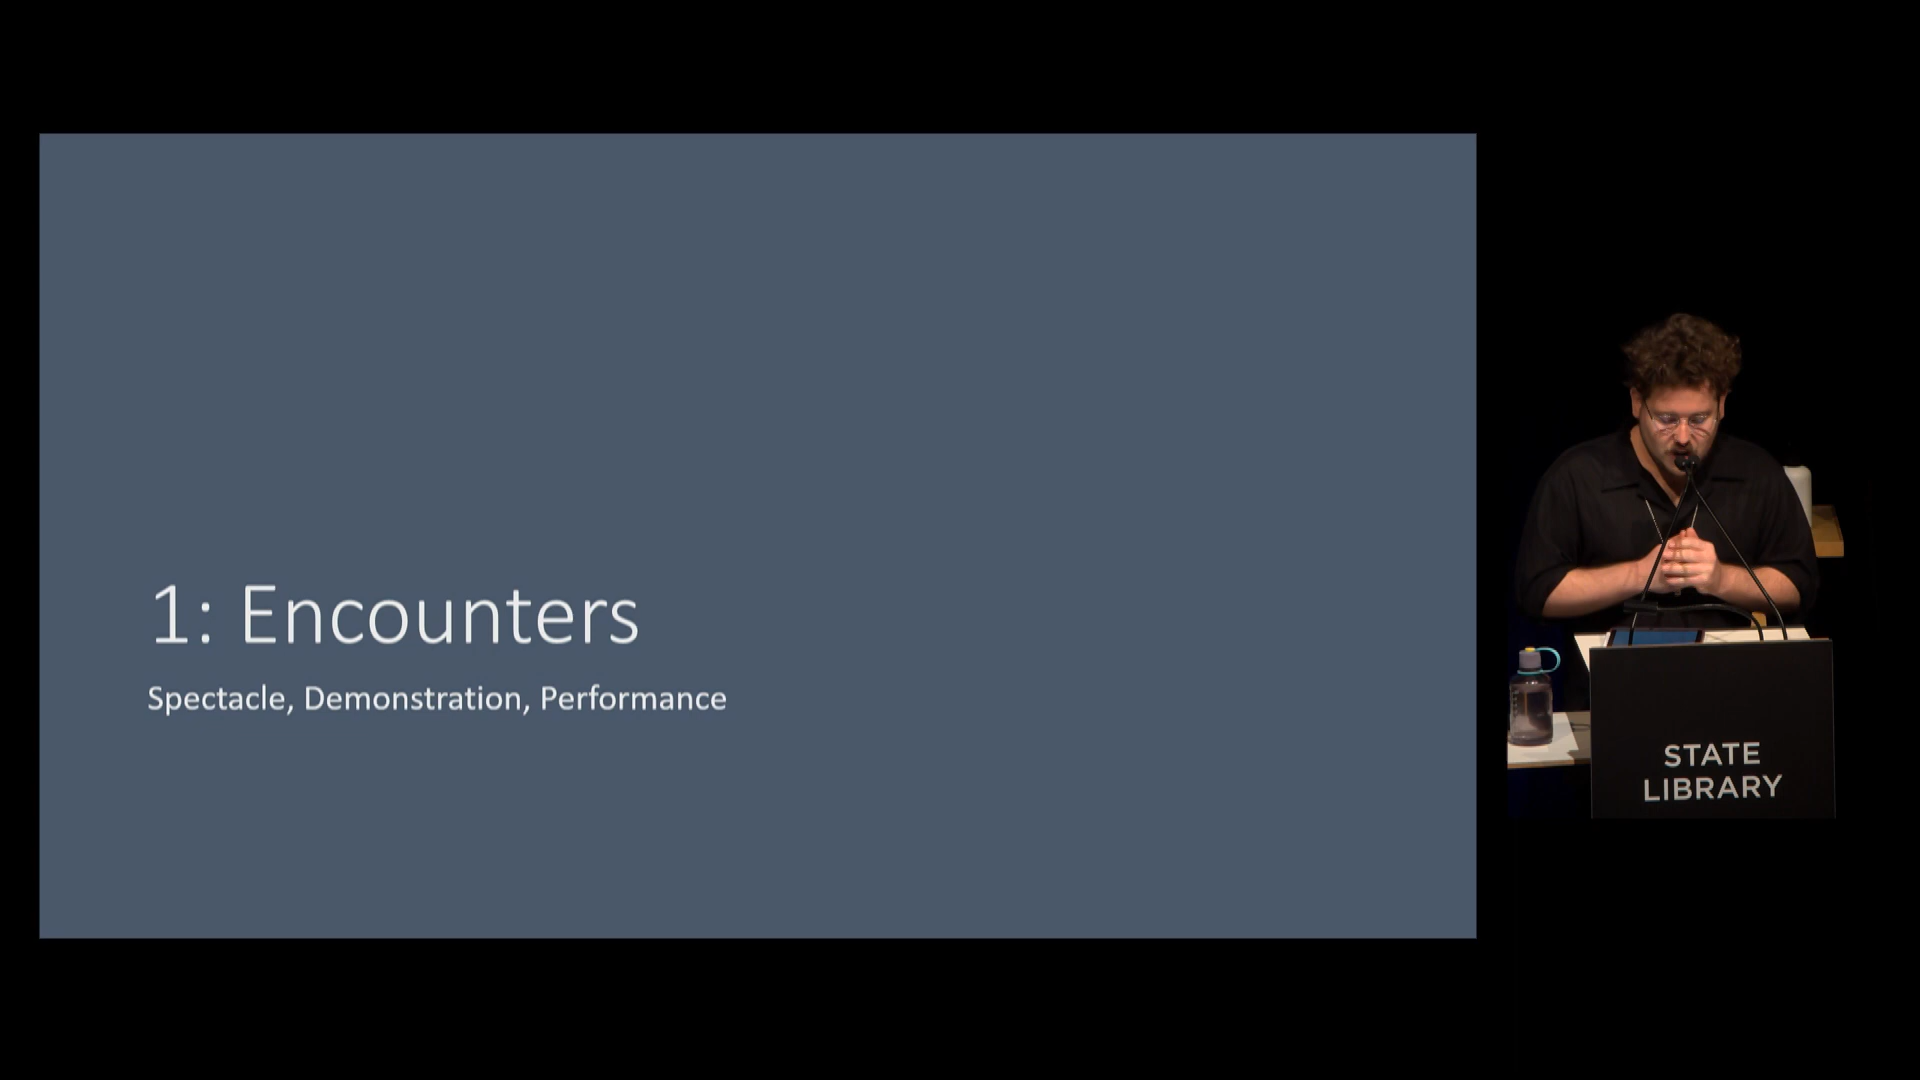 1: Encounters
Spectacle, Demonstration, Performance
STATE
LIBRARY